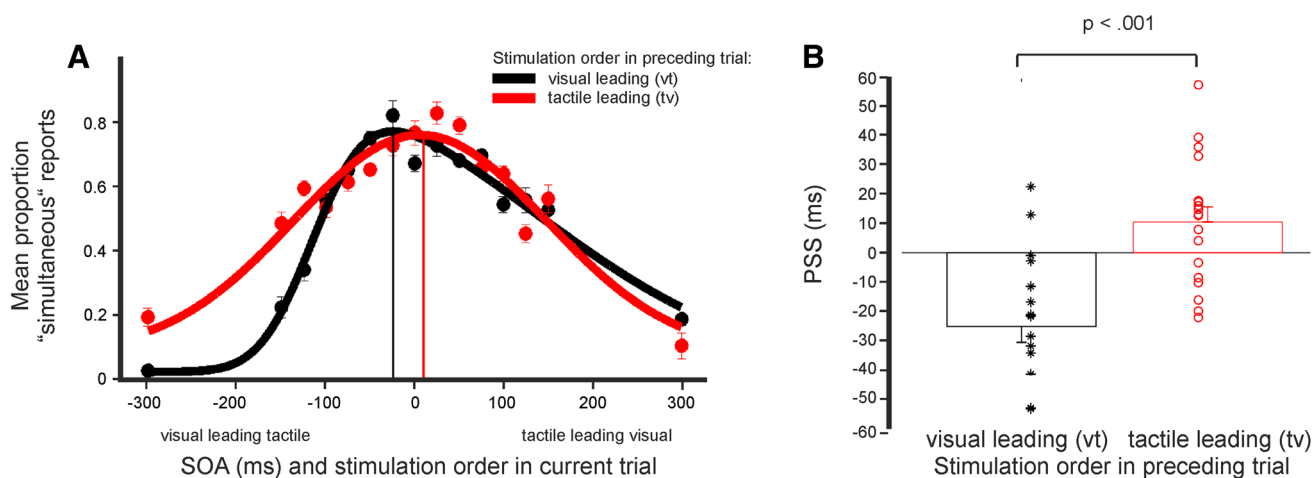 A
Stimulation order in preceding trial:
visual leading (vt)
tactile leading (tv)
Mean proportion
“simultaneous“ reports
0.8
0.6
0.4
0.2
0
-300 -200 -100 0 100 200 300
visual leading tactile tactile leading visual
SOA (ms) and stimulation order in current trial
B
p < .001
PSS (ms)
60
50
40
30
20
10
0
-10
-20
-30
-40
-50
-60
visual leading (vt) tactile leading (tv)
Stimulation order in preceding trial